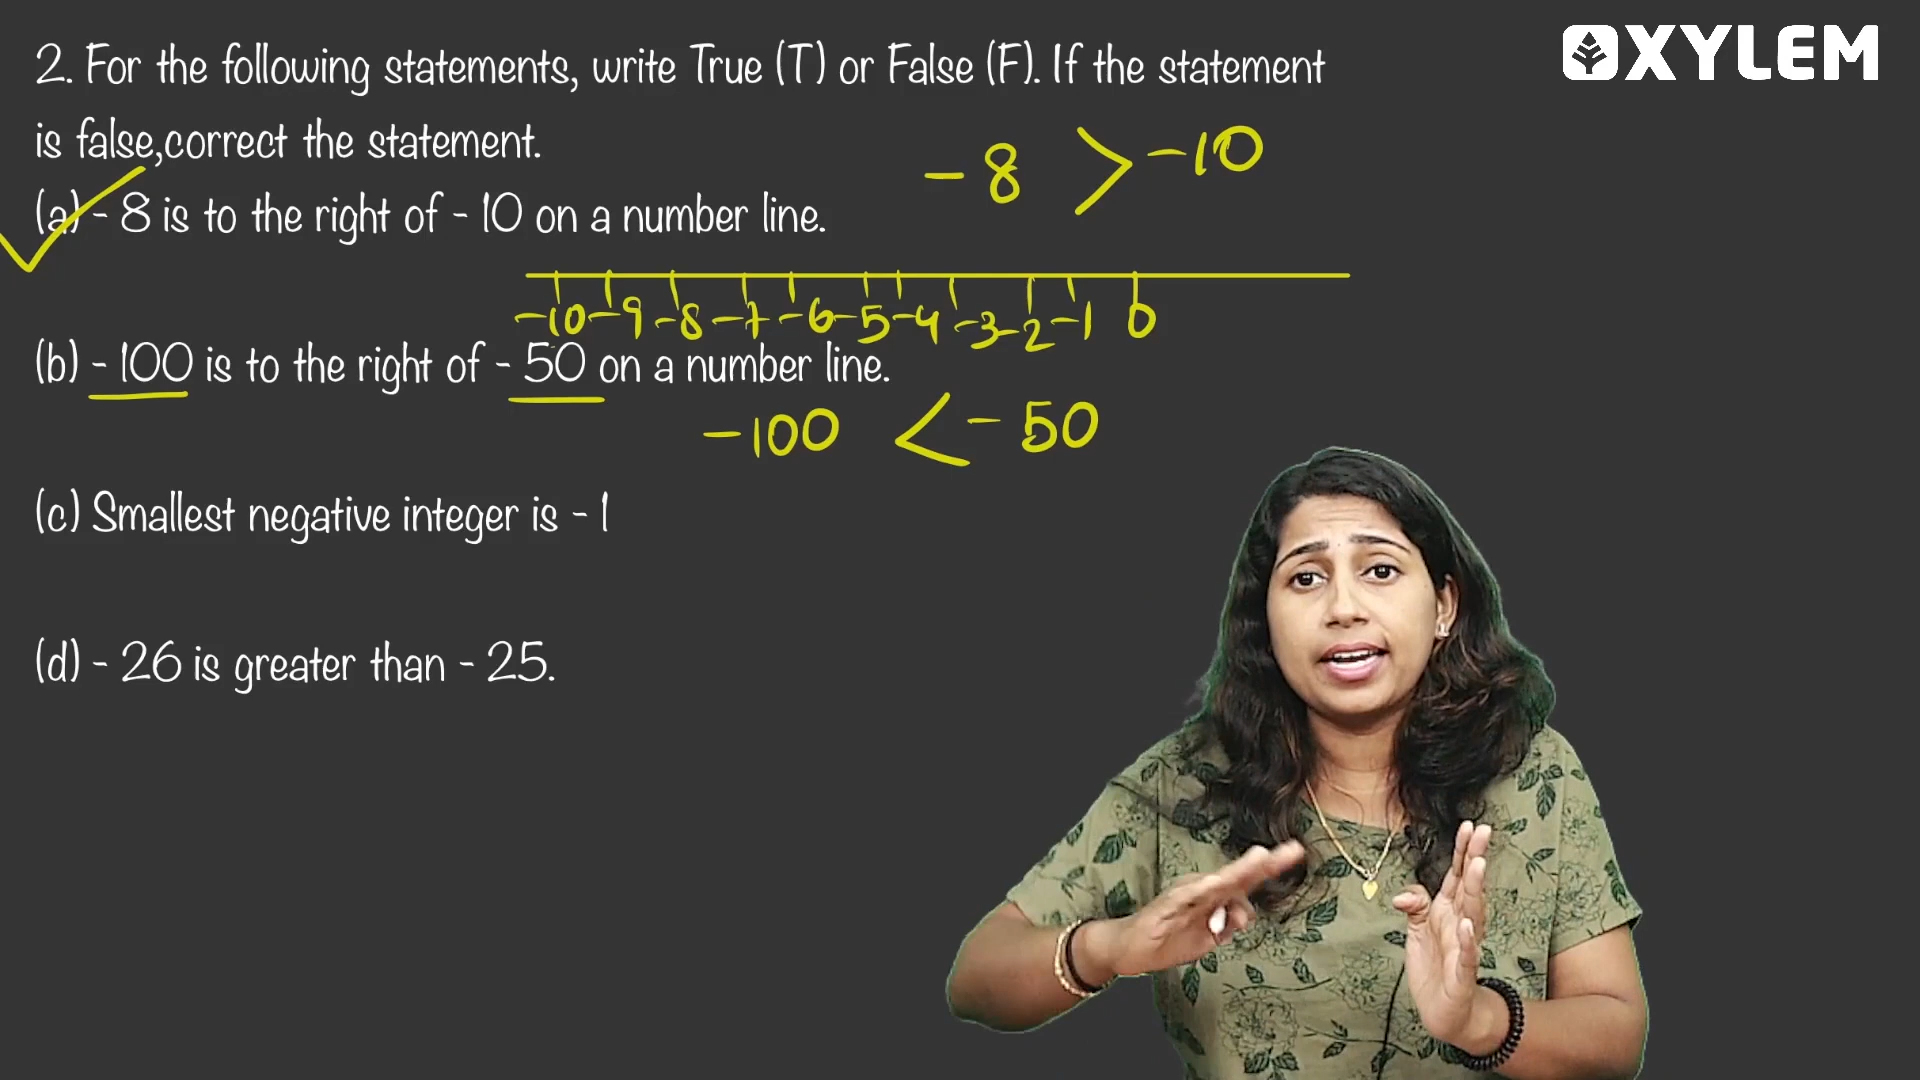 XYLEM
2. For the following statements, write True (T) or False (F). If the statement
is false,correct the statement.
-8 > -10
(a) - 8 is to the right of - 10 on a number line.
-10 -9 -8 -7 -6 -5 -4 -3 -2 -1 0
(b) - 100 is to the right of - 50 on a number line.
-100 < -50
(c) Smallest negative integer is - 1
(d) - 26 is greater than - 25.